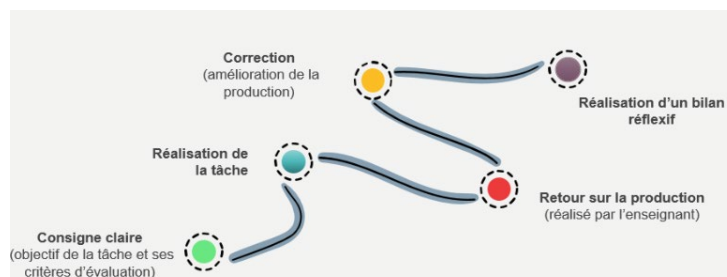 Correction
(amélioration de la
production)
Réalisation d'un bilan
réflexif
Réalisation de
la tâche
Retour sur la production
(réalisé par l'enseignant)
Consigne claire
(objectif de la tâche et ses
critères d'évaluation)